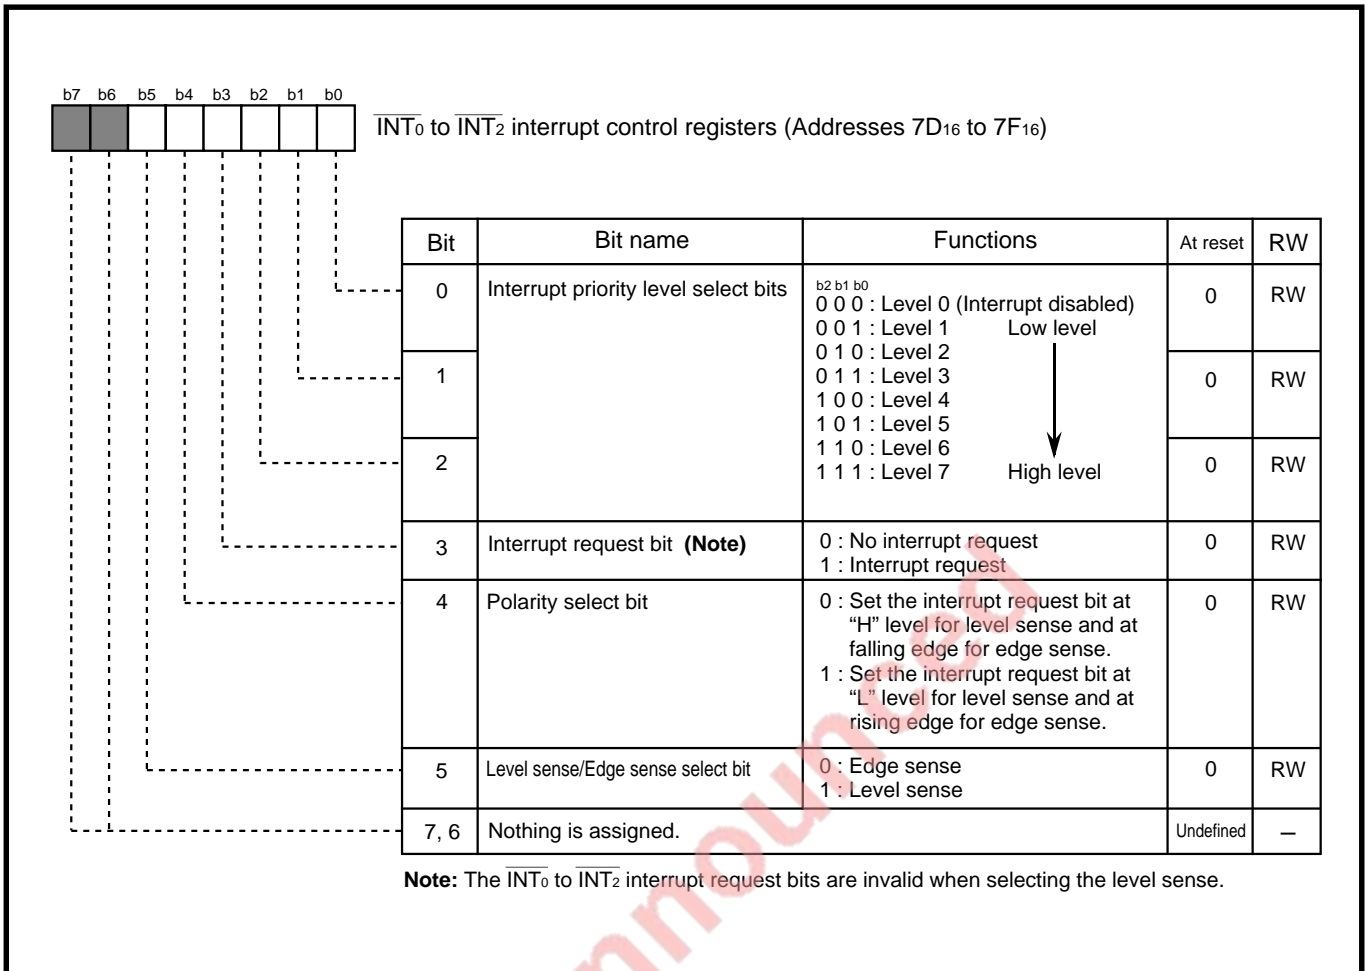 b7 b6 b5 b4 b3 b2 b1 b0
INT0 to INT2 interrupt control registers (Addresses 7D16 to 7F16)
Bit Bit name Functions At reset RW
0 Interrupt priority level select bits 0 RW
b2 b1 b0
0 0 0 : Level 0 (Interrupt disabled)
0 0 1 : Level 1 Low level
0 1 0 : Level 2
0 1 1 : Level 3
1 0 0 : Level 4
1 0 1 : Level 5
1 1 0 : Level 6
1 1 1 : Level 7 High level
1 0 RW
2 0 RW
3 Interrupt request bit (Note) 0 : No interrupt request 0 RW
1 : Interrupt request
4 Polarity select bit 0 : Set the interrupt request bit at 0 RW
“H” level for level sense and at
falling edge for edge sense.
1 : Set the interrupt request bit at
“L” level for level sense and at
rising edge for edge sense.
5 Level sense/Edge sense select bit 0 : Edge sense 0 RW
1 : Level sense
7, 6 Nothing is assigned. Undefined –
Note: The INT0 to INT2 interrupt request bits are invalid when selecting the level sense.